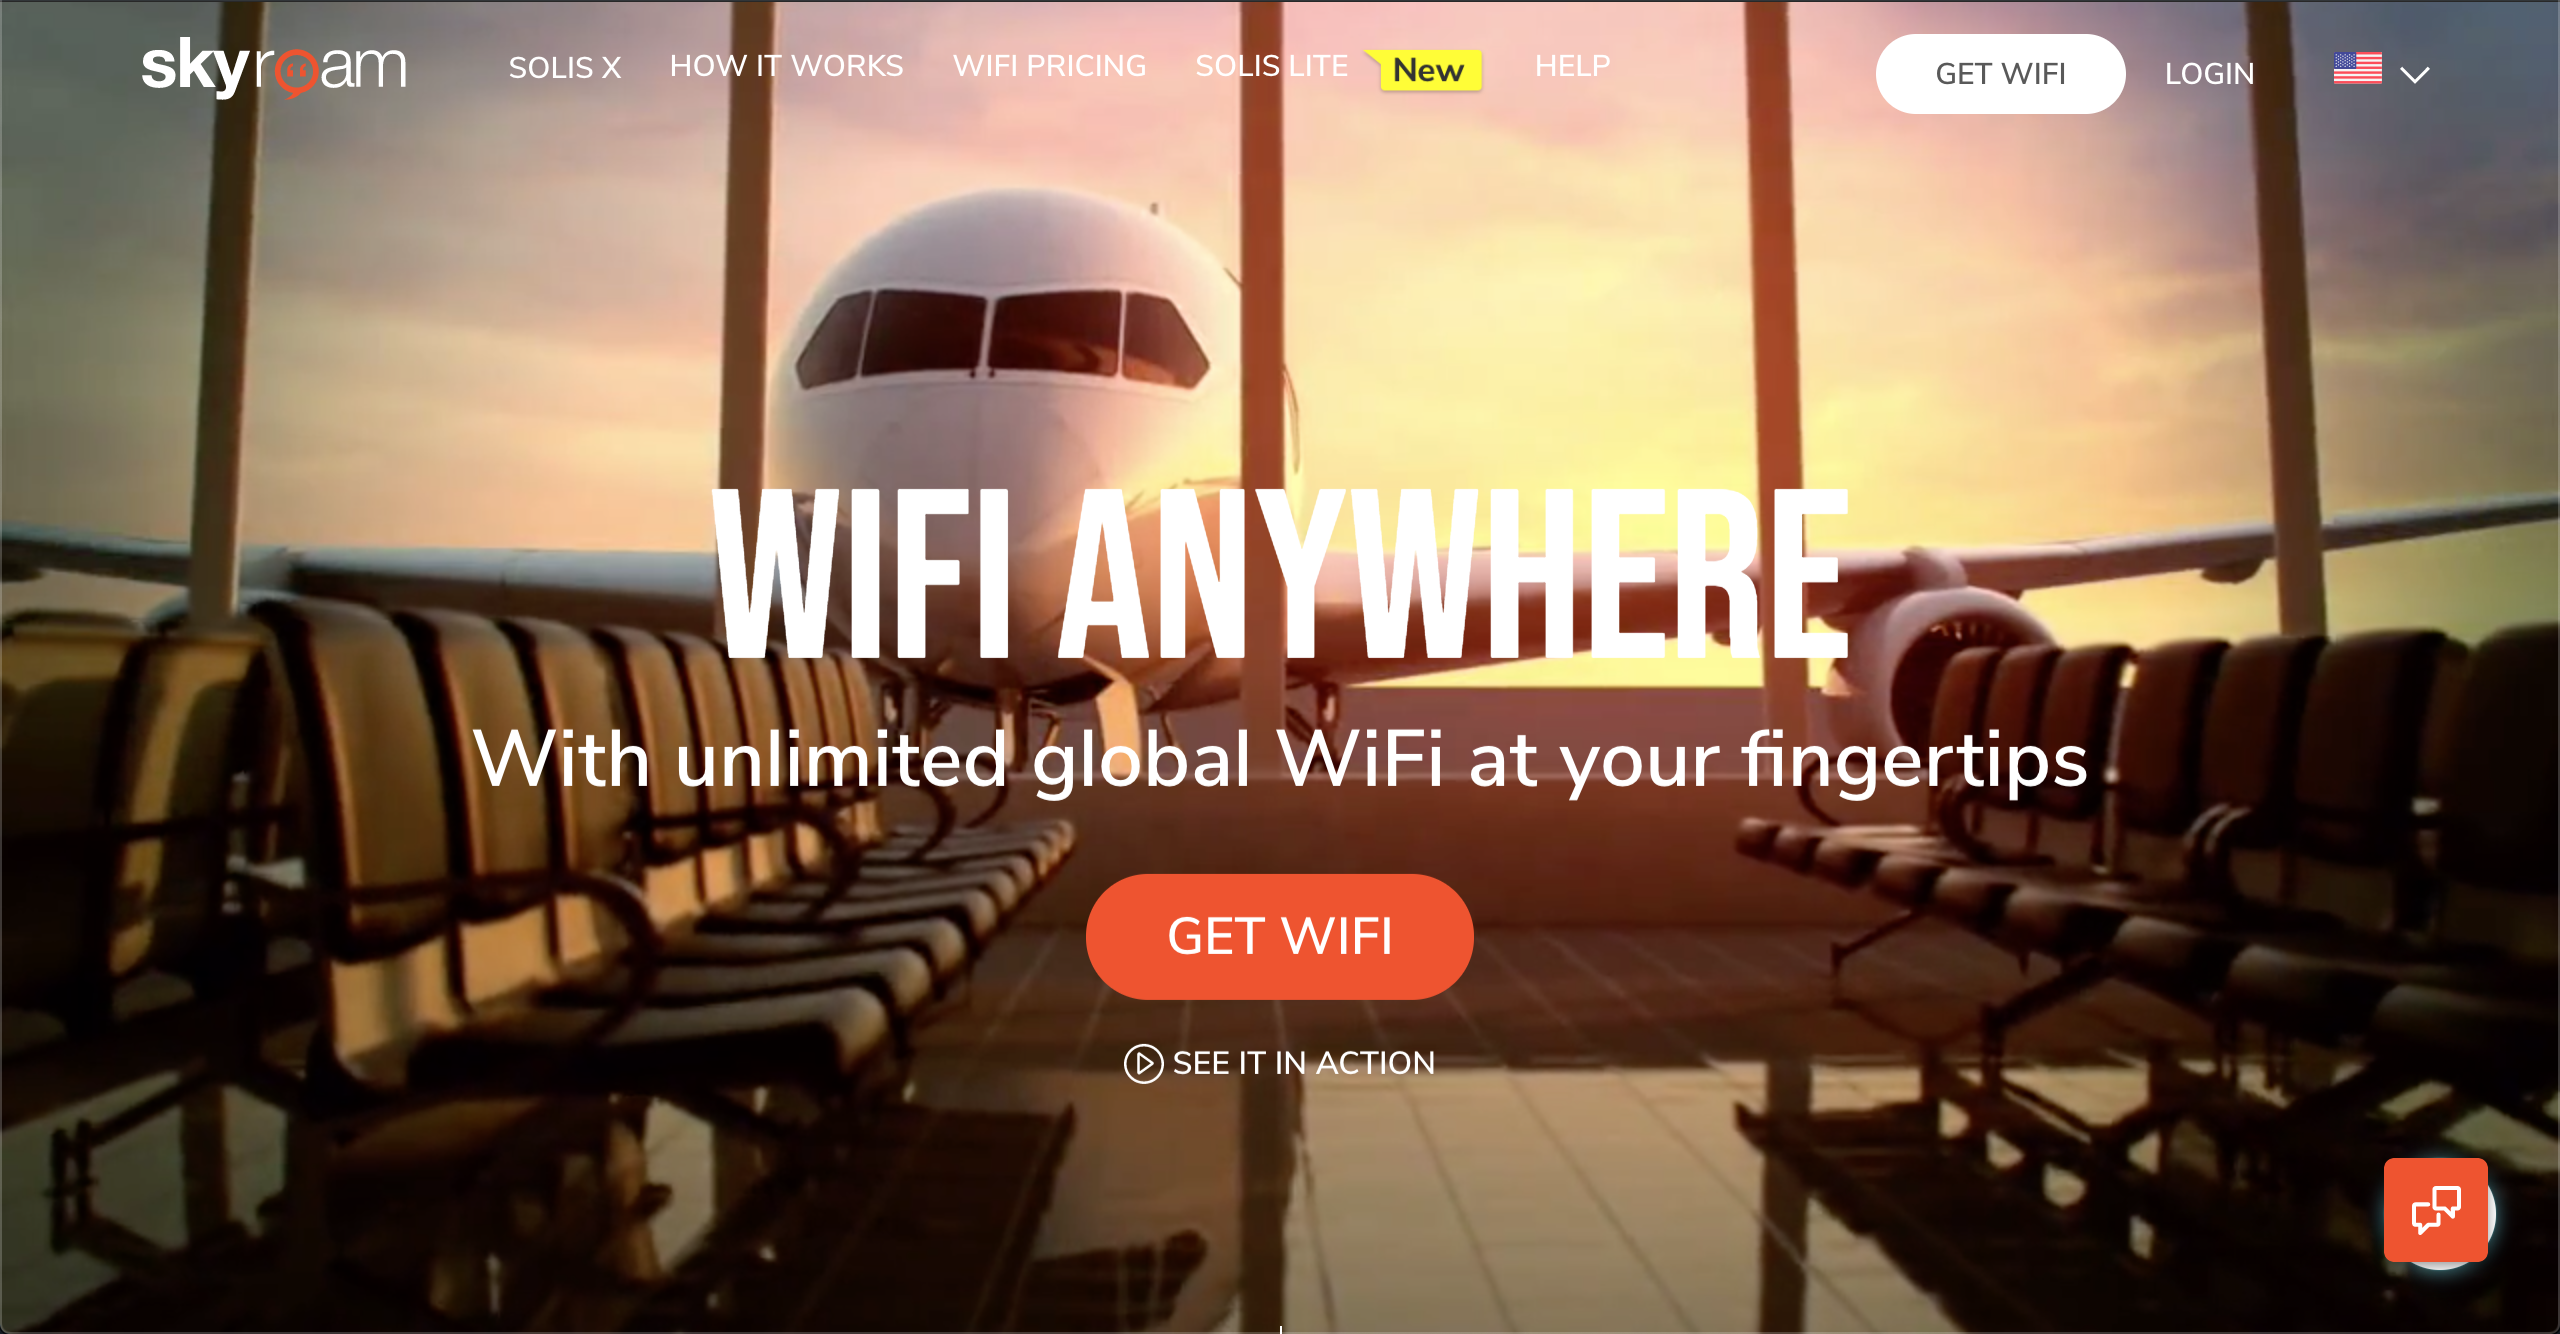 skyroam
SOLIS X HOW IT WORKS WIFI PRICING SOLIS LITE New HELP GET WIFI LOGIN
WIFI ANYWHERE
With unlimited global WiFi at your fingertips
GET WIFI
SEE IT IN ACTION